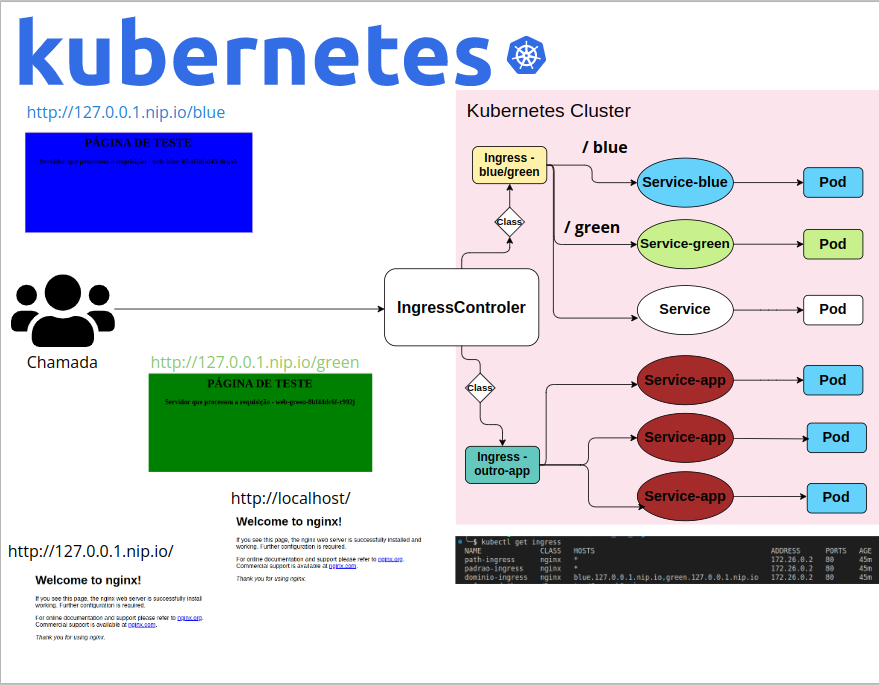 kubernetes
http://127.0.0.1.nip.io/blue
PÁGINA DE TESTE
Servidor que processou a requisição - web-blue
Chamada
http://127.0.0.1.nip.io/green
PÁGINA DE TESTE
Servidor que processou a requisição - web-green-8bf4fdc6f-r992j
http://localhost/
Welcome to nginx!
If you see this page, the nginx web server is successfully installed and
working. Further configuration is required.
For online documentation and support please refer to nginx.org.
Commercial support is available at nginx.com.
Thank you for using nginx.
http://127.0.0.1.nip.io/
Welcome to nginx!
If you see this page, the nginx web server is successfully install
working. Further configuration is required.
For online documentation and support please refer to nginx.org.
Commercial support is available at nginx.com.
Thank you for using nginx.
Kubernetes Cluster
Ingress -
blue/green
/ blue
Service-blue
Pod
Class
/ green
Service-green
Pod
IngressControler
Service
Pod
Class
Service-app
Pod
Ingress -
outro-app
Service-app
Pod
Service-app
Pod
$ kubectl get ingress
NAME CLASS HOSTS ADDRESS PORTS AGE
path-ingress nginx * 172.26.0.2 80 45m
padrao-ingress nginx * 172.26.0.2 80 45m
dominio-ingress nginx blue.127.0.0.1.nip.io,green.127.0.0.1.nip.io 172.26.0.2 80 45m